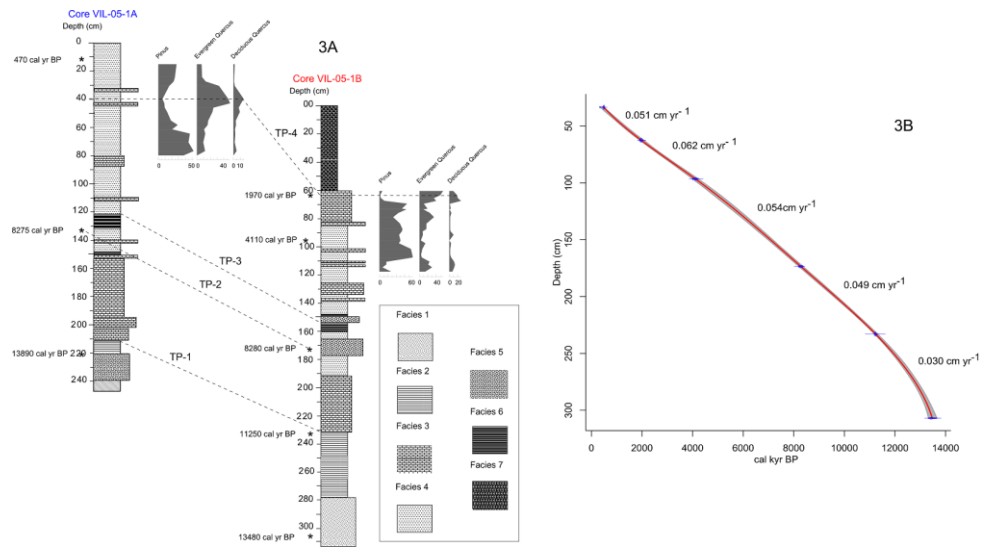 Core VIL-05-1A
Depth (cm)
0
20
40
60
80
100
120
140
160
180
200
220
240
470 cal yr BP *
8275 cal yr BP *
13890 cal yr BP *
Pinus
Evergreen Quercus
Deciduous Quercus
0 50
0 40
0 10
3A
Core VIL-05-1B
Depth (cm)
00
20
40
60
80
100
120
140
160
180
200
220
240
260
280
300
TP-4
TP-3
TP-2
TP-1
1970 cal yr BP *
4110 cal yr BP *
8280 cal yr BP *
11250 cal yr BP *
13480 cal yr BP *
Pinus
Evergreen Quercus
Deciduous Quercus
0 60
0 40
0 20
Facies 1
Facies 2
Facies 3
Facies 4
Facies 5
Facies 6
Facies 7
3B
Depth (cm)
50
100
150
200
250
300
0.051 cm yr-1
0.062 cm yr-1
0.054cm yr-1
0.049 cm yr-1
0.030 cm yr-1
0 2000 4000 6000 8000 10000 12000 14000
cal kyr BP